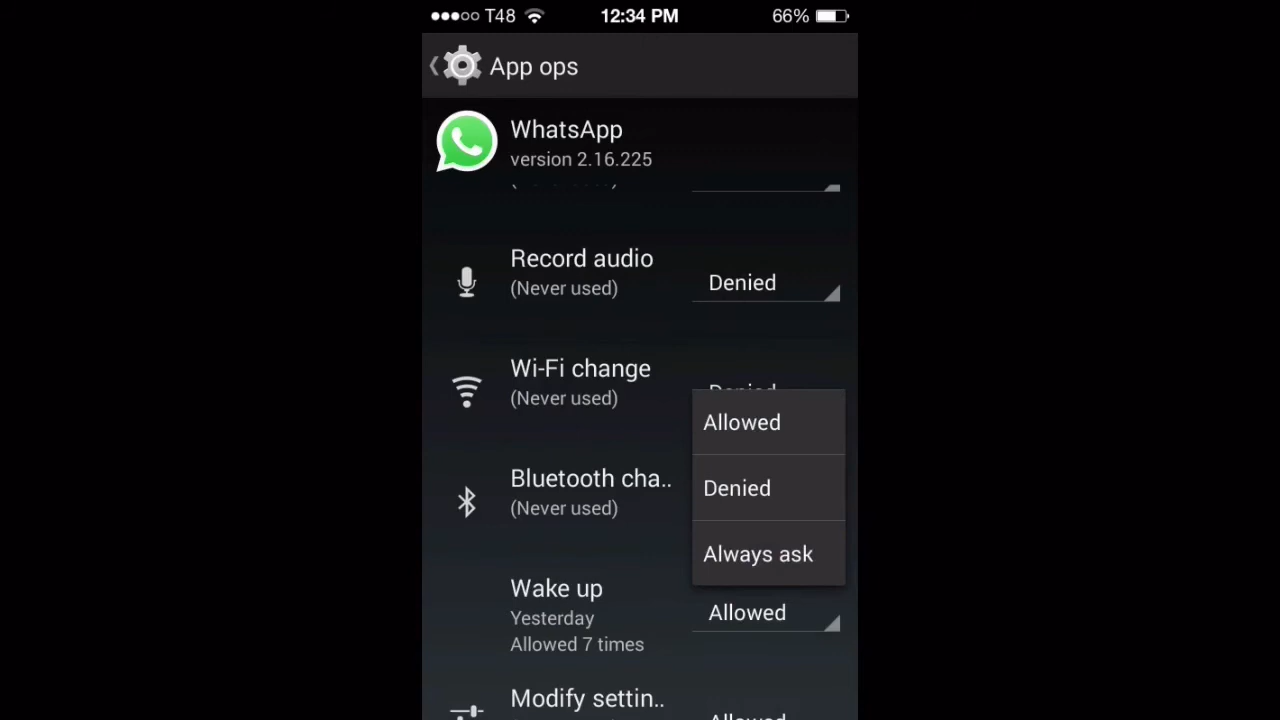 T48 12:34 PM 66%
App ops
WhatsApp
version 2.16.225
Record audio
(Never used)
Denied
Wi-Fi change
(Never used)
Allowed
Denied
Always ask
Bluetooth cha..
(Never used)
Wake up
Yesterday
Allowed 7 times
Allowed
Modify settin..